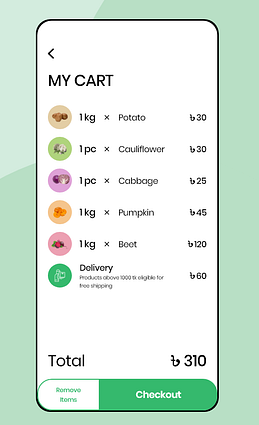 MY CART
1 kg × Potato ৳ 30
1 pc × Cauliflower ৳ 30
1 pc × Cabbage ৳ 25
1 kg × Pumpkin ৳ 45
1 kg × Beet ৳ 120
Delivery ৳ 60
Products above 1000 tk eligible for
free shipping
Total ৳ 310
Remove
Items
Checkout